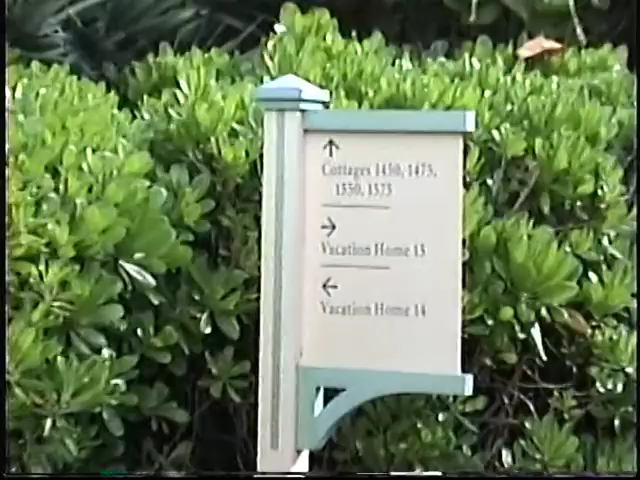 ↑
Cottages 1450, 1475,
1550, 1575
→
Vacation Home 13
←
Vacation Home 14